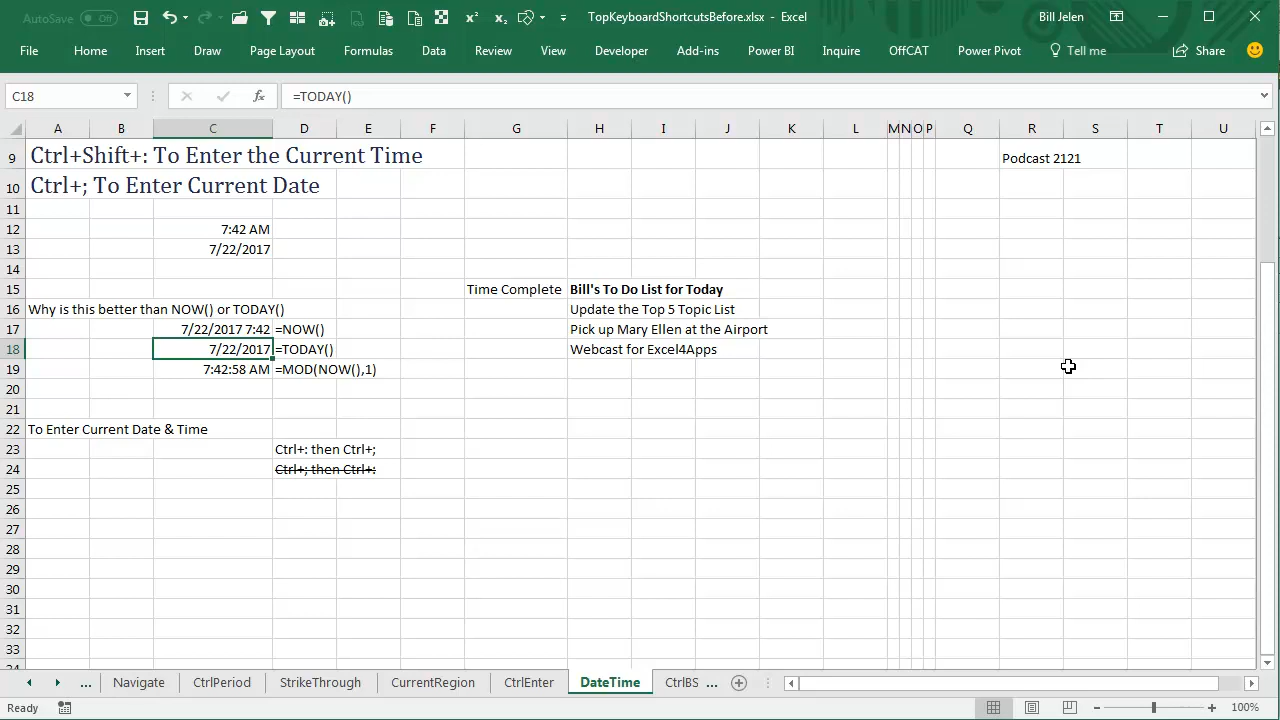 AutoSave Off
TopKeyboardShortcutsBefore.xlsx - Excel
Bill Jelen
File Home Insert Draw Page Layout Formulas Data Review View Developer Add-ins Power BI Inquire OffCAT Power Pivot Tell me Share
C18 fx =TODAY()
A B C D E F G H I J K L M N O P Q R S T U
9 Ctrl+Shift+: To Enter the Current Time Podcast 2121
10 Ctrl+; To Enter Current Date
11
12 7:42 AM
13 7/22/2017
14
15 Time Complete Bill's To Do List for Today
16 Why is this better than NOW() or TODAY() Update the Top 5 Topic List
17 7/22/2017 7:42 =NOW() Pick up Mary Ellen at the Airport
18 7/22/2017 =TODAY() Webcast for Excel4Apps
19 7:42:58 AM =MOD(NOW(),1)
20
21
22 To Enter Current Date & Time
23 Ctrl+: then Ctrl+;
24 Ctrl+; then Ctrl+:
25
26
27
28
29
30
31
32
33
34
... Navigate CtrlPeriod StrikeThrough CurrentRegion CtrlEnter DateTime CtrlBS ...
Ready 100%